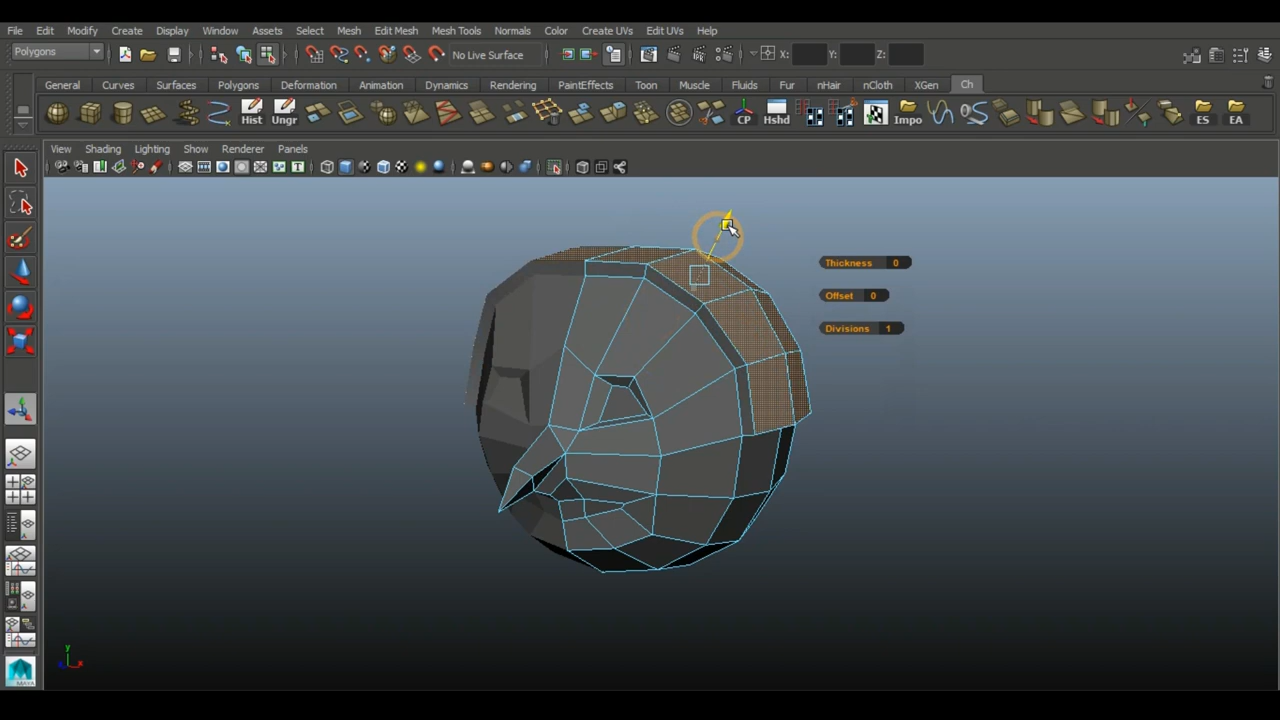 File Edit Modify Create Display Window Assets Select Mesh Edit Mesh Mesh Tools Normals Color Create UVs Edit UVs Help
Polygons No Live Surface X: Y: Z:
General Curves Surfaces Polygons Deformation Animation Dynamics Rendering PaintEffects Toon Muscle Fluids Fur nHair nCloth XGen Ch
Hist Ungr CP Hshd Impo ES EA
View Shading Lighting Show Renderer Panels
Thickness 0
Offset 0
Divisions 1
y
x
MAYA